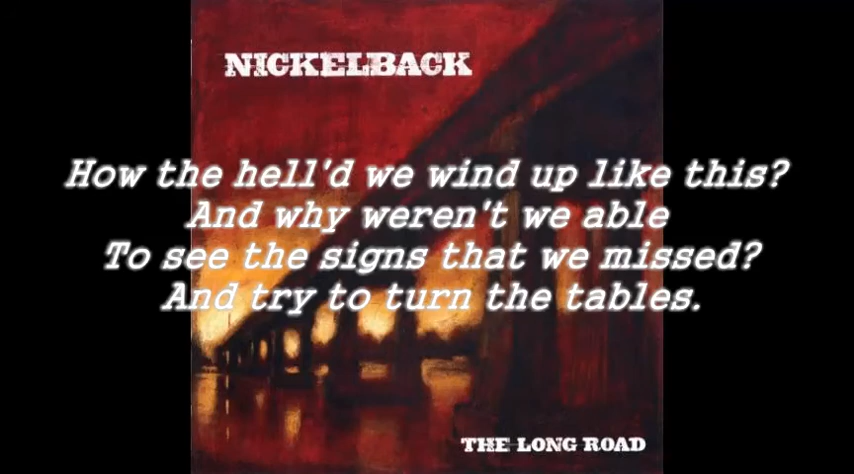 NICKELBACK
How the hell'd we wind up like this?
And why weren't we able
To see the signs that we missed?
And try to turn the tables.
THE LONG ROAD